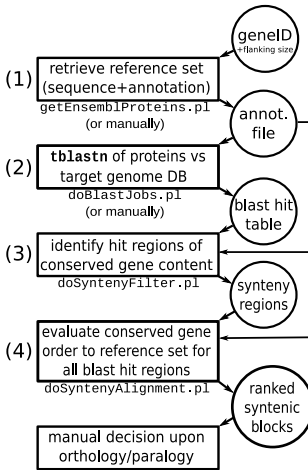 geneID
+flanking size
(1)
retrieve reference set
(sequence+annotation)
getEnsemblProteins.pl
(or manually)
annot.
file
(2)
tblastn of proteins vs
target genome DB
doBlastJobs.pl
(or manually)
blast hit
table
(3)
identify hit regions of
conserved gene content
doSyntenyFilter.pl
synteny
regions
(4)
evaluate conserved gene
order to reference set for
all blast hit regions
doSyntenyAlignment.pl
ranked
syntenic
blocks
manual decision upon
orthology/paralogy